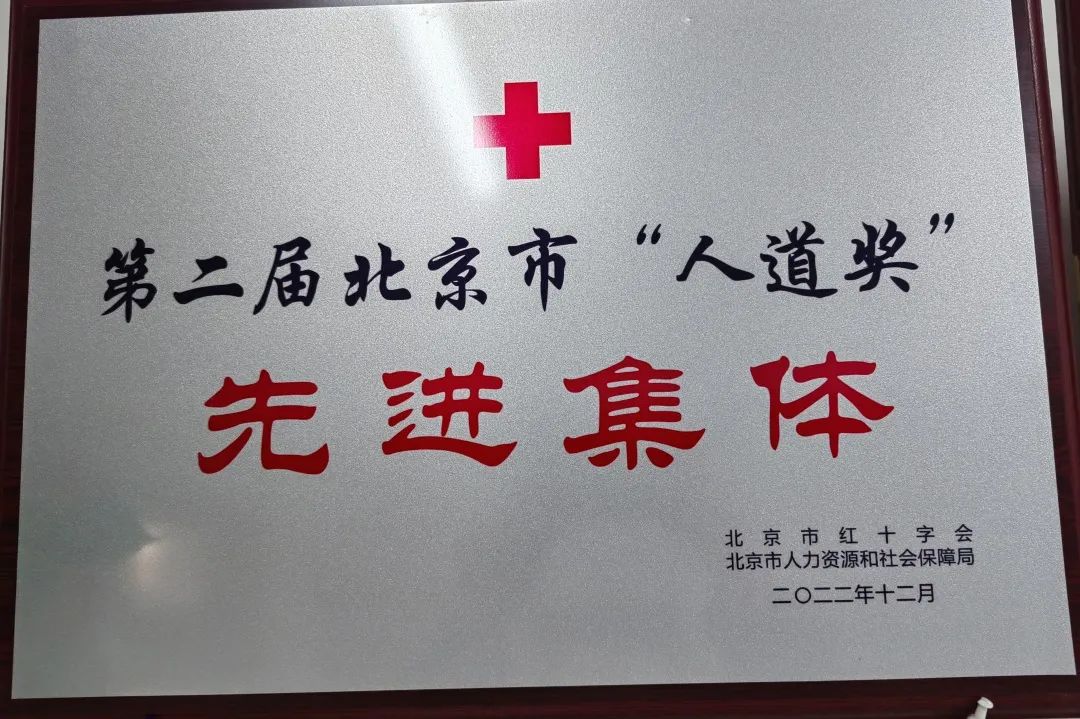 第二届北京市“人道奖”
先进集体
北京市红十字会
北京市人力资源和社会保障局
二〇二二年十二月